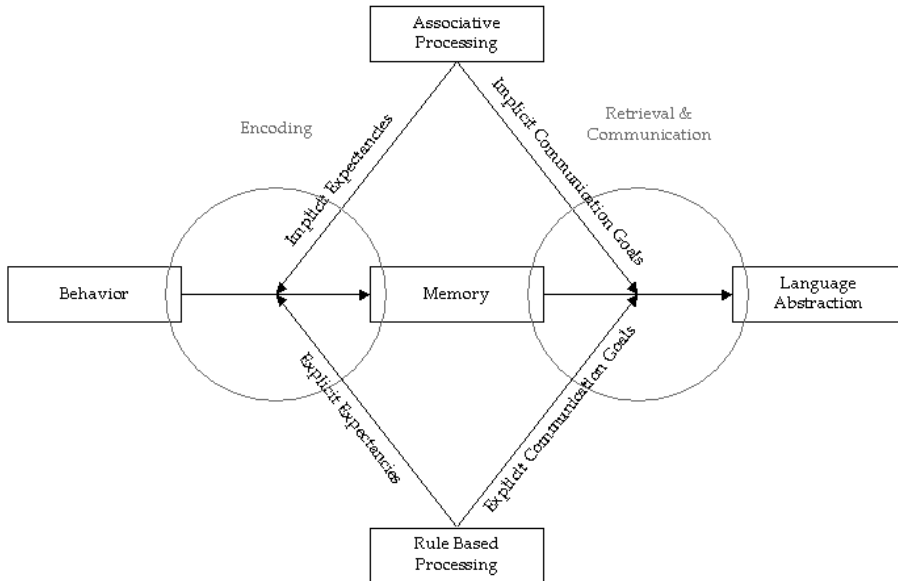 Associative
Processing
Encoding
Retrieval &
Communication
Implicit Expectancies
Implicit Communication Goals
Behavior
Memory
Language
Abstraction
Explicit Expectancies
Explicit Communication Goals
Rule Based
Processing